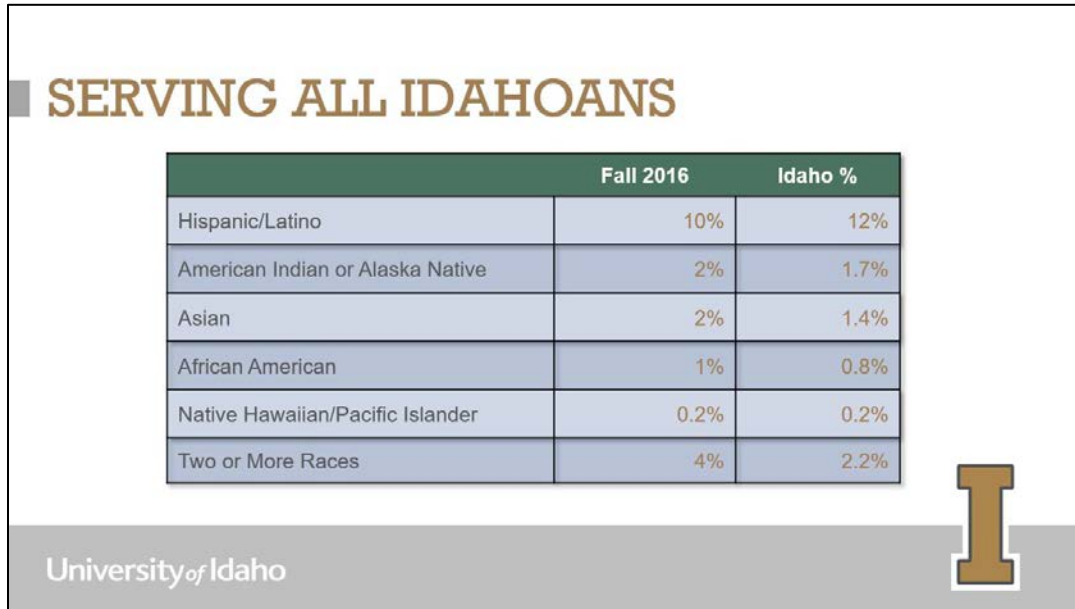 SERVING ALL IDAHOANS
Fall 2016 Idaho %
Hispanic/Latino 10% 12%
American Indian or Alaska Native 2% 1.7%
Asian 2% 1.4%
African American 1% 0.8%
Native Hawaiian/Pacific Islander 0.2% 0.2%
Two or More Races 4% 2.2%
I
University of Idaho